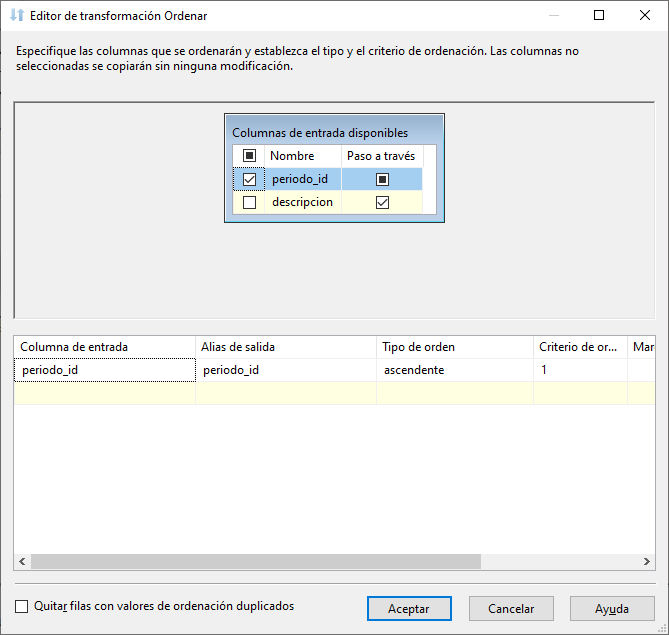 Editor de transformación Ordenar
Especifique las columnas que se ordenarán y establezca el tipo y el criterio de ordenación. Las columnas no
seleccionadas se copiarán sin ninguna modificación.
Columnas de entrada disponibles
Nombre Paso a través
periodo_id
descripcion
Columna de entrada Alias de salida Tipo de orden Criterio de or... Mar
periodo_id periodo_id ascendente 1
Quitar filas con valores de ordenación duplicados
Aceptar Cancelar Ayuda